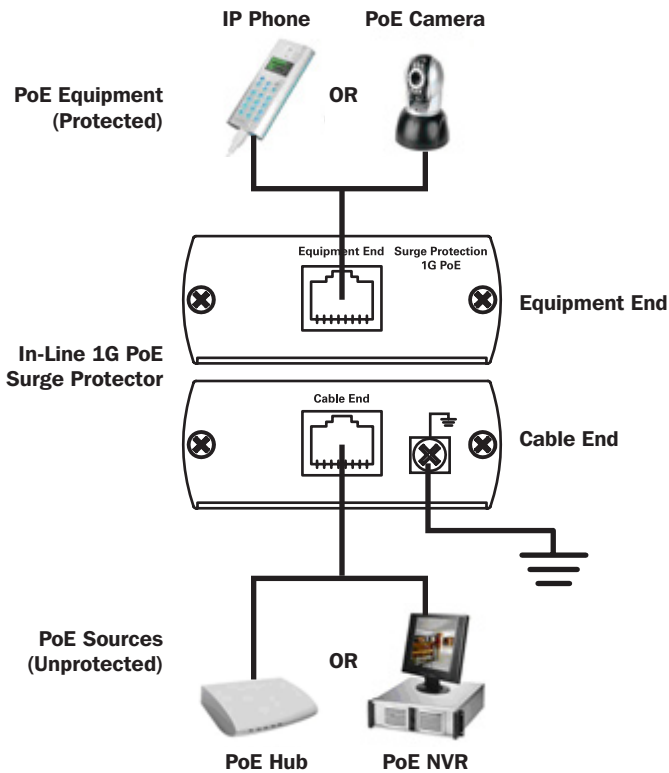 IP Phone
PoE Camera
PoE Equipment
(Protected)
OR
Equipment End
Surge Protection
1G PoE
Equipment End
In-Line 1G PoE
Surge Protector
Cable End
Cable End
PoE Sources
(Unprotected)
OR
PoE Hub
PoE NVR